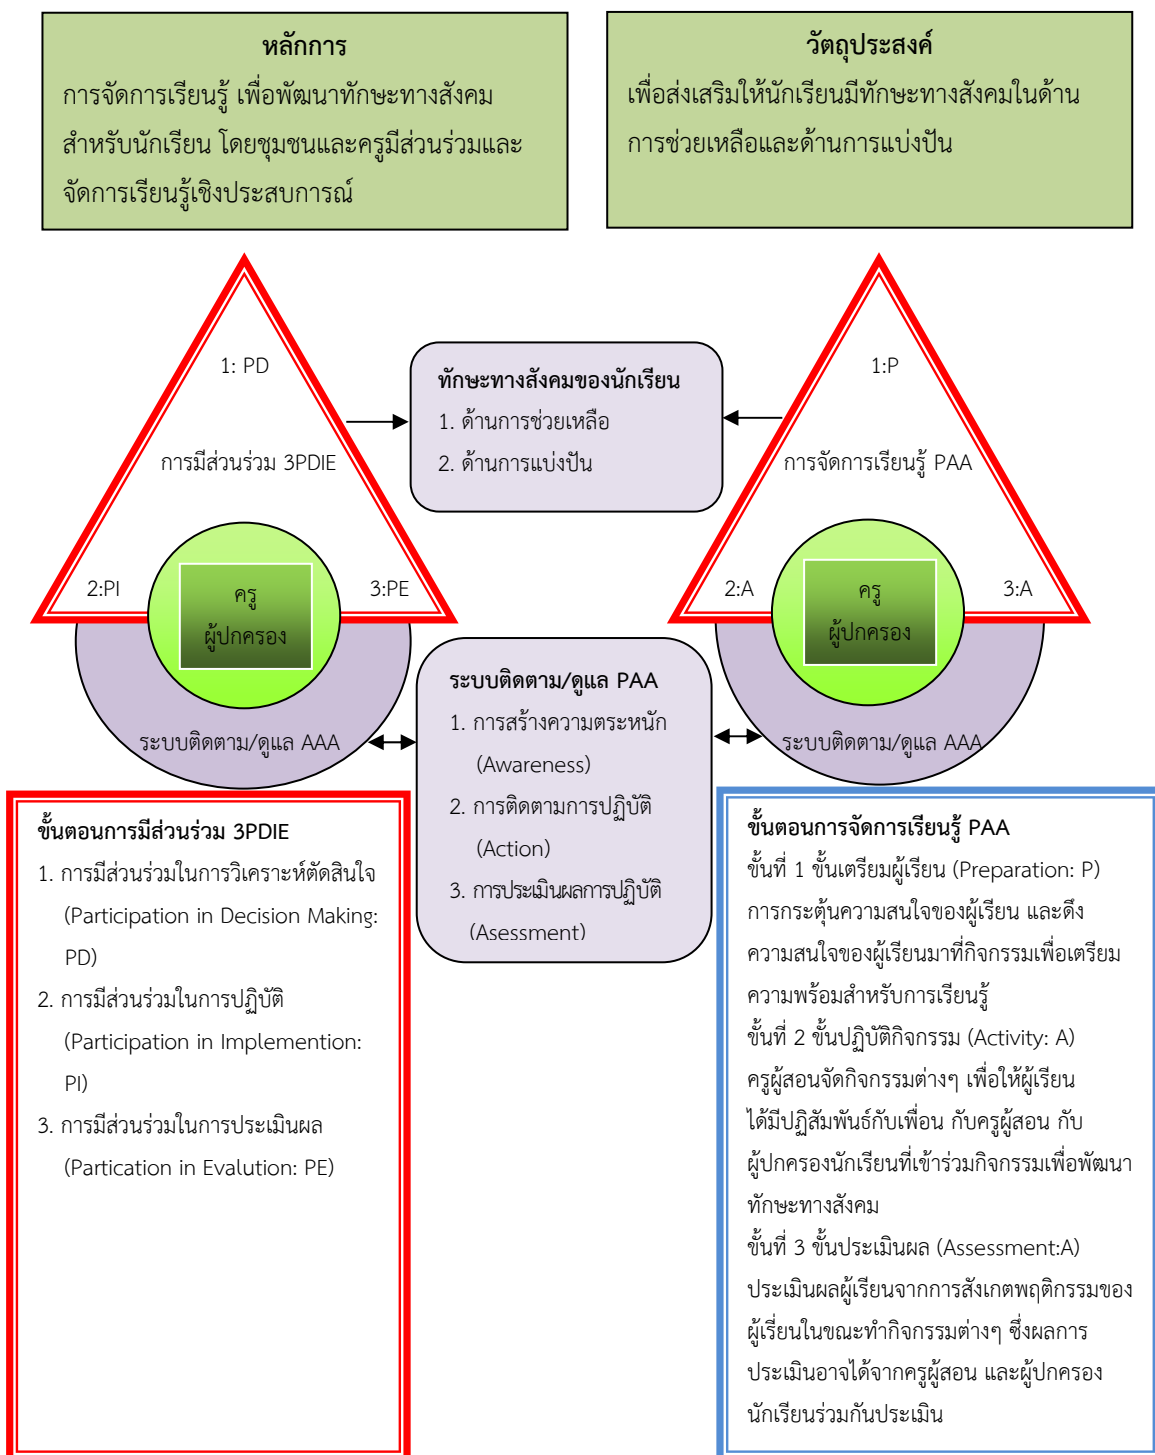 หลักการ
การจัดการเรียนรู้ เพื่อพัฒนาทักษะทางสังคม
สำหรับนักเรียน โดยชุมชนและครูมีส่วนร่วมและ
จัดการเรียนรู้เชิงประสบการณ์
วัตถุประสงค์
เพื่อส่งเสริมให้นักเรียนมีทักษะทางสังคมในด้าน
การช่วยเหลือและด้านการแบ่งปัน
1: PD
การมีส่วนร่วม 3PDIE
2:PI
3:PE
ครู
ผู้ปกครอง
ระบบติดตาม/ดูแล AAA
ทักษะทางสังคมของนักเรียน
1. ด้านการช่วยเหลือ
2. ด้านการแบ่งปัน
1:P
การจัดการเรียนรู้ PAA
2:A
3:A
ครู
ผู้ปกครอง
ระบบติดตาม/ดูแล AAA
ระบบติดตาม/ดูแล PAA
1. การสร้างความตระหนัก
(Awareness)
2. การติดตามการปฏิบัติ
(Action)
3. การประเมินผลการปฏิบัติ
(Asessment)
ขั้นตอนการมีส่วนร่วม 3PDIE
1. การมีส่วนร่วมในการวิเคราะห์ตัดสินใจ
(Participation in Decision Making:
PD)
2. การมีส่วนร่วมในการปฏิบัติ
(Participation in Implemention:
PI)
3. การมีส่วนร่วมในการประเมินผล
(Partication in Evalution: PE)
ขั้นตอนการจัดการเรียนรู้ PAA
ขั้นที่ 1 ขั้นเตรียมผู้เรียน (Preparation: P)
การกระตุ้นความสนใจของผู้เรียน และดึง
ความสนใจของผู้เรียนมาที่กิจกรรมเพื่อเตรียม
ความพร้อมสำหรับการเรียนรู้
ขั้นที่ 2 ขั้นปฏิบัติกิจกรรม (Activity: A)
ครูผู้สอนจัดกิจกรรมต่างๆ เพื่อให้ผู้เรียน
ได้มีปฏิสัมพันธ์กับเพื่อน กับครูผู้สอน กับ
ผู้ปกครองนักเรียนที่เข้าร่วมกิจกรรมเพื่อพัฒนา
ทักษะทางสังคม
ขั้นที่ 3 ขั้นประเมินผล (Assessment:A)
ประเมินผลผู้เรียนจากการสังเกตพฤติกรรมของ
ผู้เรี่ยนในขณะทำกิจกรรมต่างๆ ซึ่งผลการ
ประเมินอาจได้จากครูผู้สอน และผู้ปกครอง
นักเรียนร่วมกันประเมิน